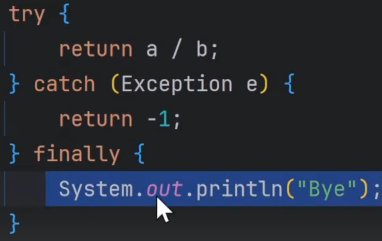 try {
    return a / b;
} catch (Exception e) {
    return -1;
} finally {
    System.out.println("Bye");
}